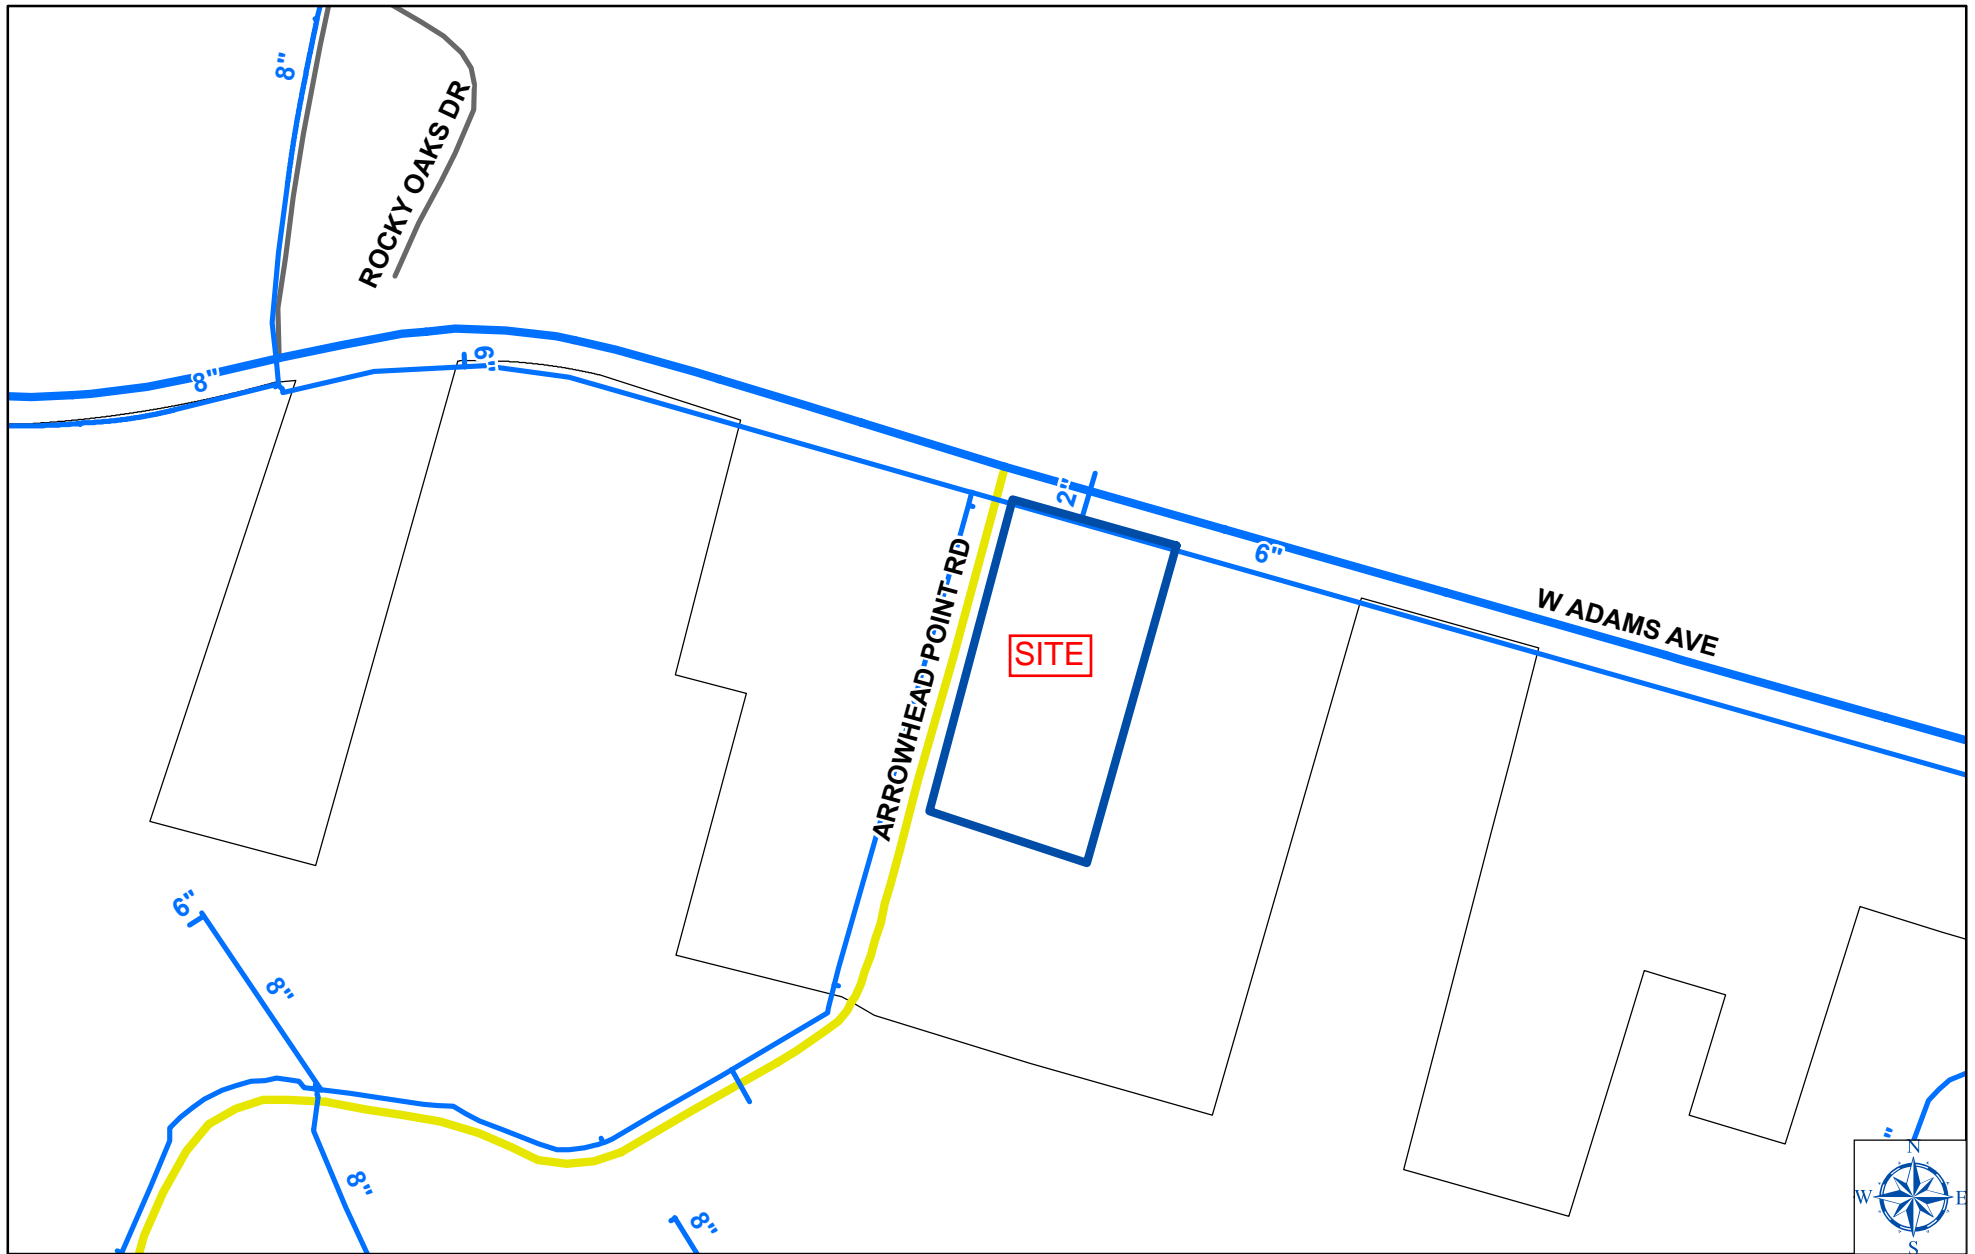 8"
ROCKY OAKS DR
8"
6"
2"
6"
W ADAMS AVE
ARROWHEAD POINT RD
SITE
6"
8"
8"
8"
"
N
W
E
S